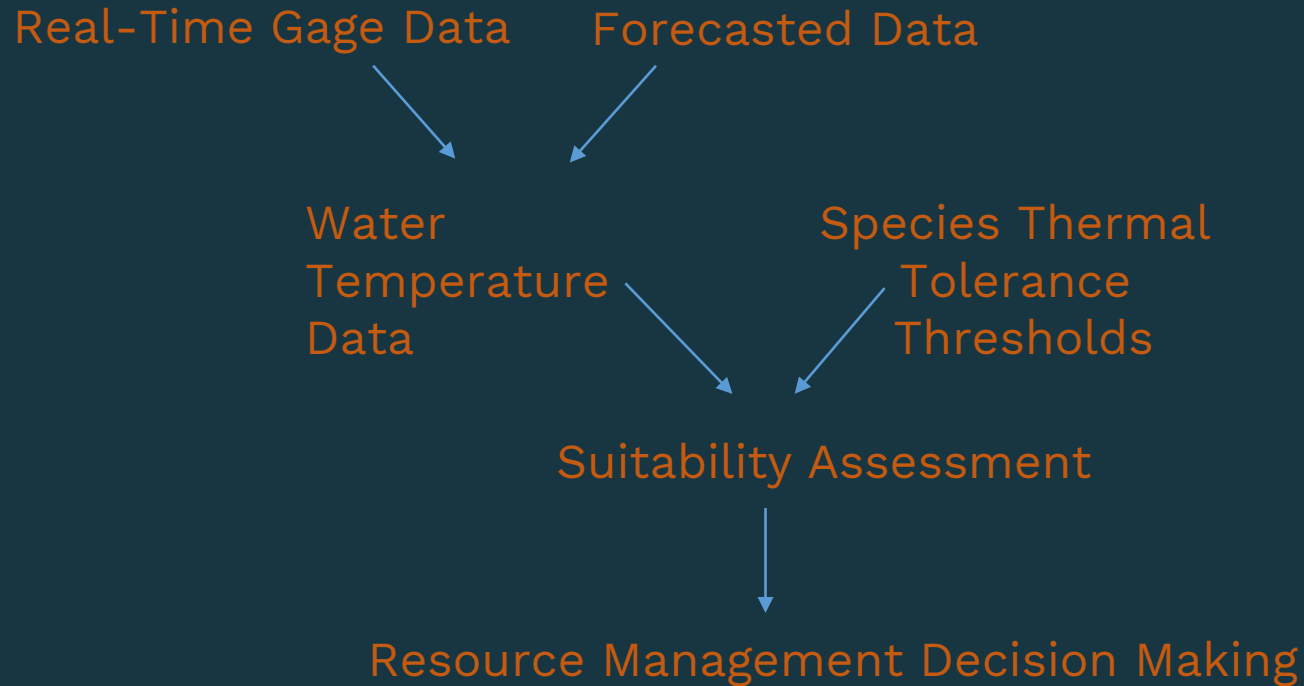 Real-Time Gage Data
Forecasted Data
Water
Temperature
Data
Species Thermal
Tolerance
Thresholds
Suitability Assessment
Resource Management Decision Making